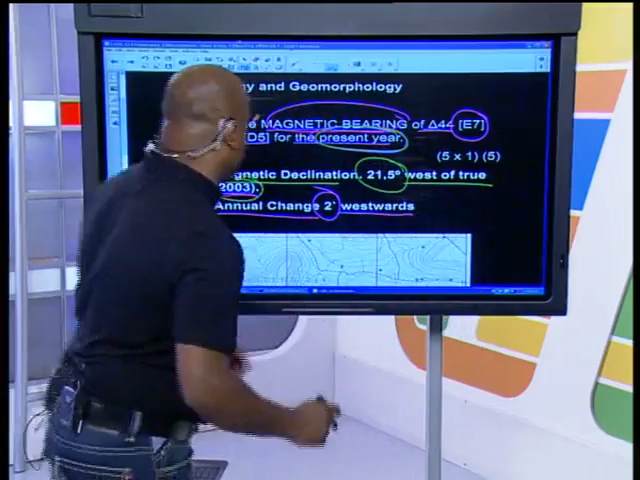 y and Geomorphology
e MAGNETIC BEARING of Δ44 [E7]
D5] for the present year.
(5 x 1) (5)
gnetic Declination. 21.5º west of true
2003).
Annual Change 2` westwards